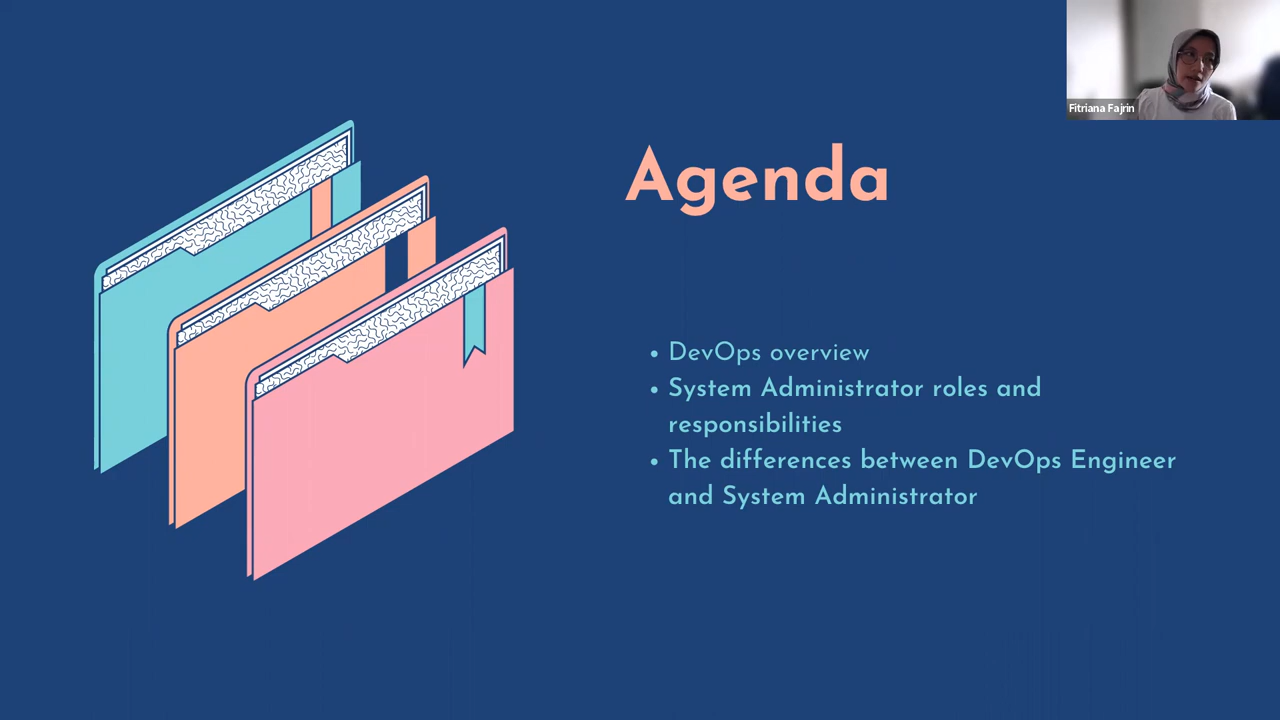 Fitriana Fajrin
Agenda
• DevOps overview
• System Administrator roles and
responsibilities
• The differences between DevOps Engineer
and System Administrator